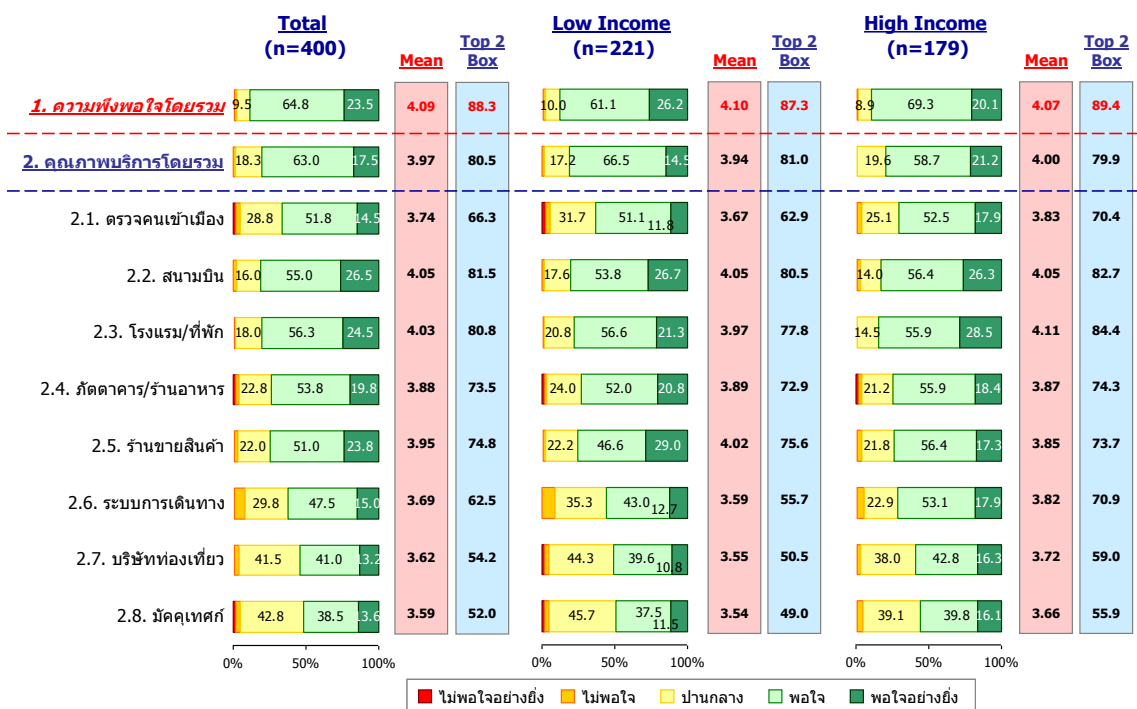 Total Low Income High Income
(n=400) Mean Top 2 Box (n=221) Mean Top 2 Box (n=179) Mean Top 2 Box
1. ความพึงพอใจโดยรวม 9.5 64.8 23.5 4.09 88.3 10.0 61.1 26.2 4.10 87.3 8.9 69.3 20.1 4.07 89.4
2. คุณภาพบริการโดยรวม 18.3 63.0 17.5 3.97 80.5 17.2 66.5 14.5 3.94 81.0 19.6 58.7 21.2 4.00 79.9
2.1. ตรวจคนเข้าเมือง 28.8 51.8 14.5 3.74 66.3 31.7 51.1 11.8 3.67 62.9 25.1 52.5 17.9 3.83 70.4
2.2. สนามบิน 16.0 55.0 26.5 4.05 81.5 17.6 53.8 26.7 4.05 80.5 14.0 56.4 26.3 4.05 82.7
2.3. โรงแรม/ที่พัก 18.0 56.3 24.5 4.03 80.8 20.8 56.6 21.3 3.97 77.8 14.5 55.9 28.5 4.11 84.4
2.4. ภัตตาคาร/ร้านอาหาร 22.8 53.8 19.8 3.88 73.5 24.0 52.0 20.8 3.89 72.9 21.2 55.9 18.4 3.87 74.3
2.5. ร้านขายสินค้า 22.0 51.0 23.8 3.95 74.8 22.2 46.6 29.0 4.02 75.6 21.8 56.4 17.3 3.85 73.7
2.6. ระบบการเดินทาง 29.8 47.5 15.0 3.69 62.5 35.3 43.0 12.7 3.59 55.7 22.9 53.1 17.9 3.82 70.9
2.7. บริษัทท่องเที่ยว 41.5 41.0 13.2 3.62 54.2 44.3 39.6 10.8 3.55 50.5 38.0 42.8 16.3 3.72 59.0
2.8. มัคคุเทศก์ 42.8 38.5 13.6 3.59 52.0 45.7 37.5 11.5 3.54 49.0 39.1 39.8 16.1 3.66 55.9
0% 100% 0% 100% 0% 100%
ไม่พอใจอย่างยิ่ง ไม่พอใจ ปานกลาง พอใจ พอใจอย่างยิ่ง